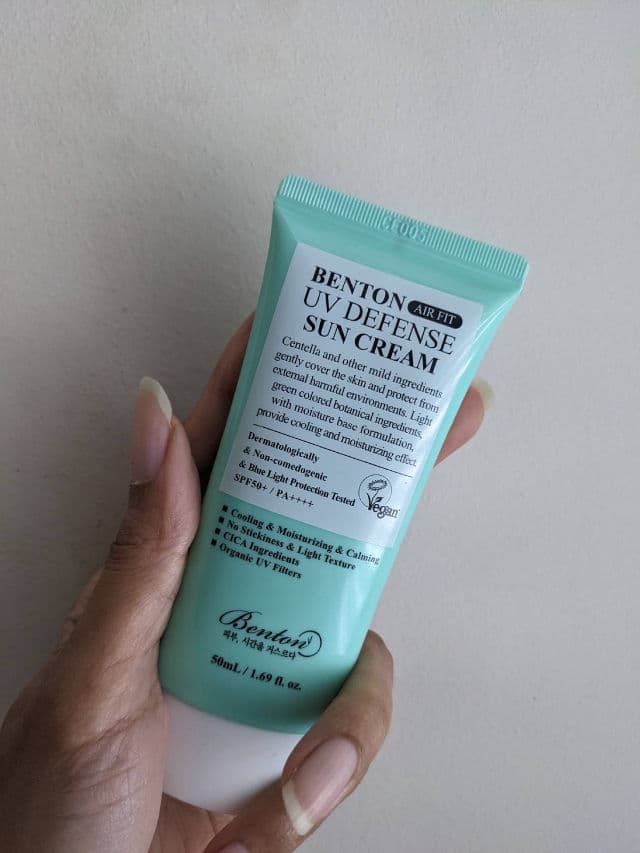 BENTON AIR FIT
UV DEFENSE
SUN CREAM
Centella and other mild ingredients
gently cover the skin and protect from
external harmful environments. Light
green colored botanical ingredients,
with moisture base formulation,
provide cooling and moisturizing effect.
Dermatologically
& Non-comedogenic
& Blue Light Protection Tested
SPF50+ / PA++++
Vegan
■ Cooling & Moisturizing & Calming
■ No Stickiness & Light Texture
■ CICA Ingredients
■ Organic UV Filters
Benton
피부, 시간을 거스르다
50mL / 1.69 fl. oz.